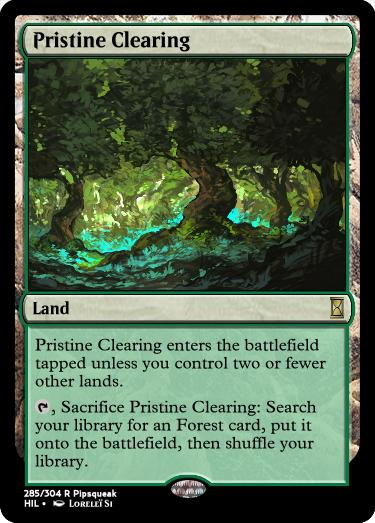 Pristine Clearing
Land
Pristine Clearing enters the battlefield
tapped unless you control two or fewer
other lands.
, Sacrifice Pristine Clearing: Search
your library for an Forest card, put it
onto the battlefield, then shuffle your
library.
285/304 R Pipsqueak
HIL • Loreleï Si